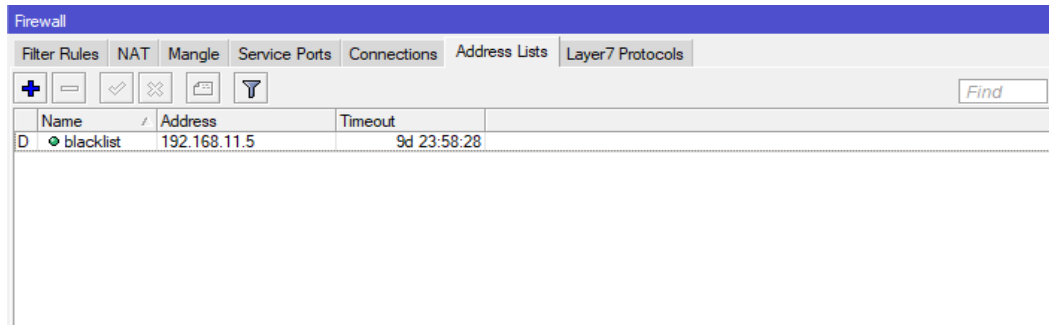 Firewall
Filter Rules NAT Mangle Service Ports Connections Address Lists Layer7 Protocols
Find
Name Address Timeout
D blacklist 192.168.11.5 9d 23:58:28